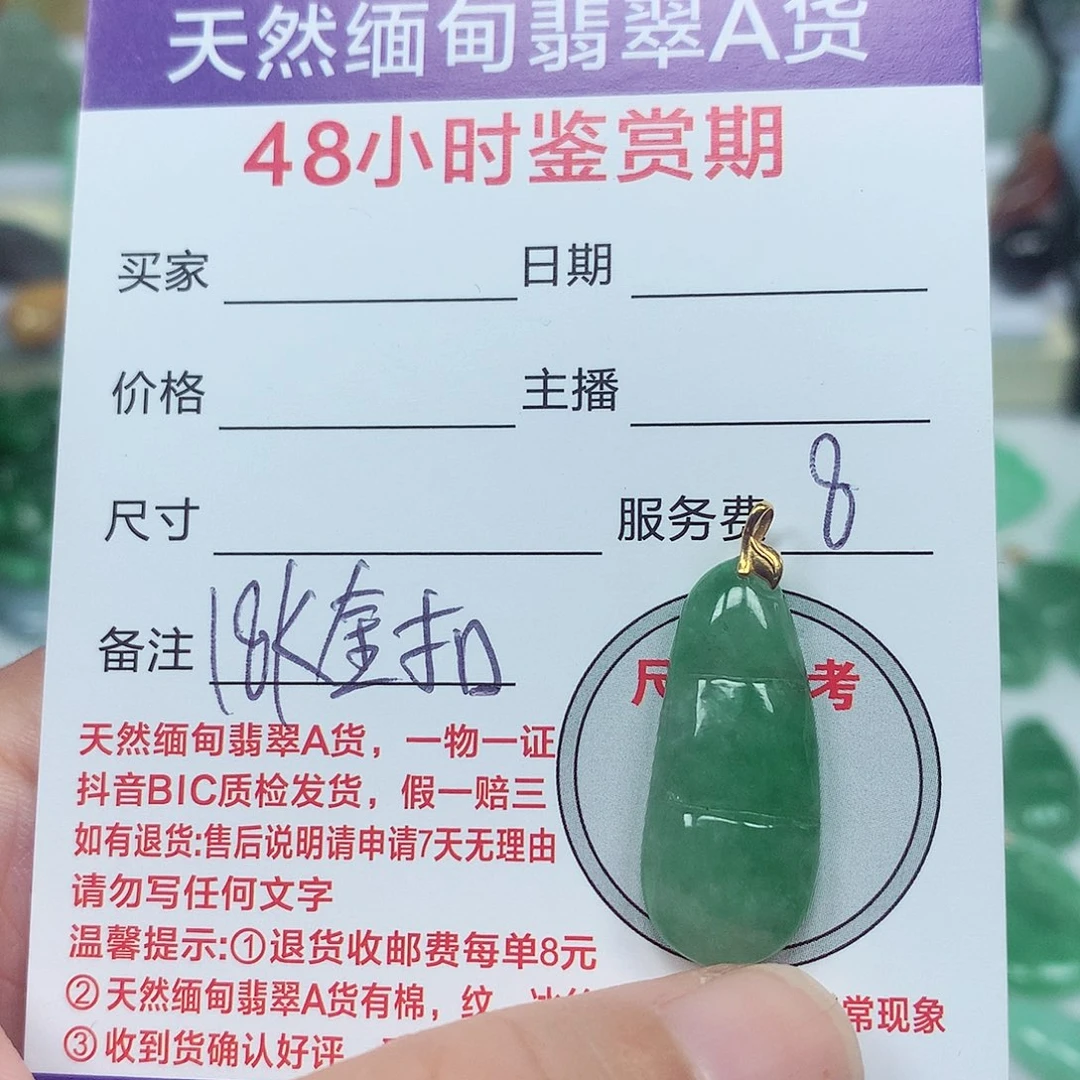 天然缅甸翡翠A货
48小时鉴赏期
买家 日期
价格 主播
尺寸 服务费 8
备注 18K金扣
尺 考
天然缅甸翡翠A货，一物一证
抖音BIC质检发货，假一赔三
如有退货:售后说明请申请7天无理由
请勿写任何文字
温馨提示:①退货收邮费每单8元
②天然缅甸翡翠A货有棉，纹 常现象
③收到货确认好评